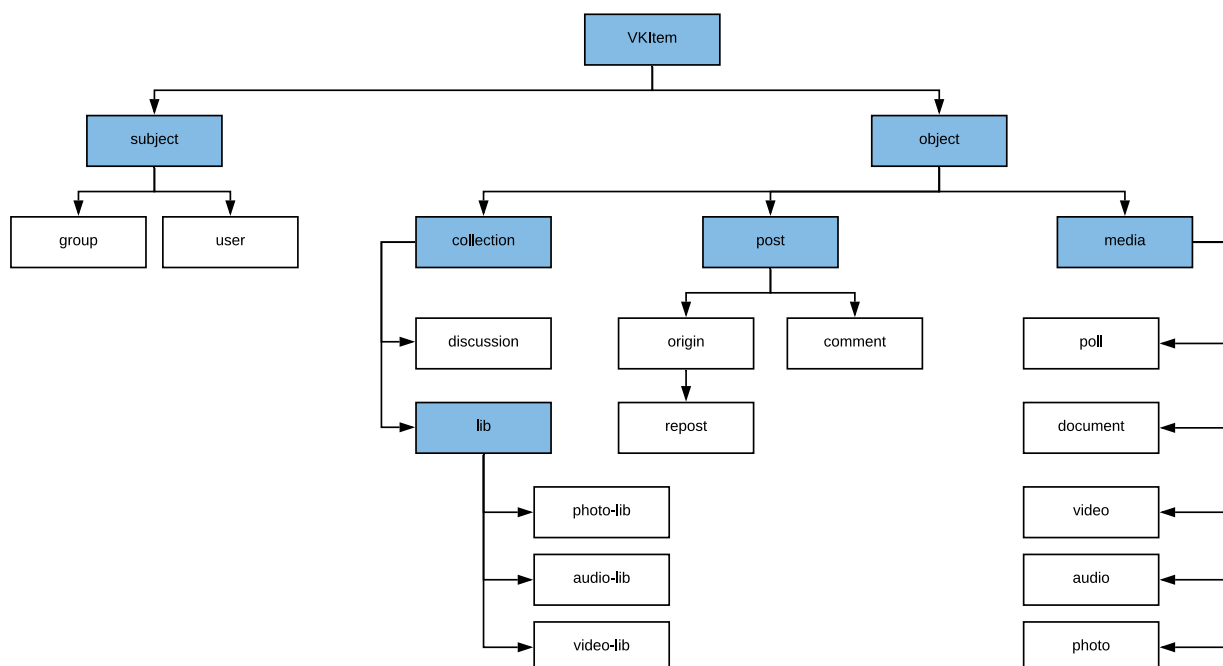 VKItem
subject
object
group
user
collection
post
media
discussion
origin
comment
poll
lib
repost
document
photo-lib
video
audio-lib
audio
video-lib
photo